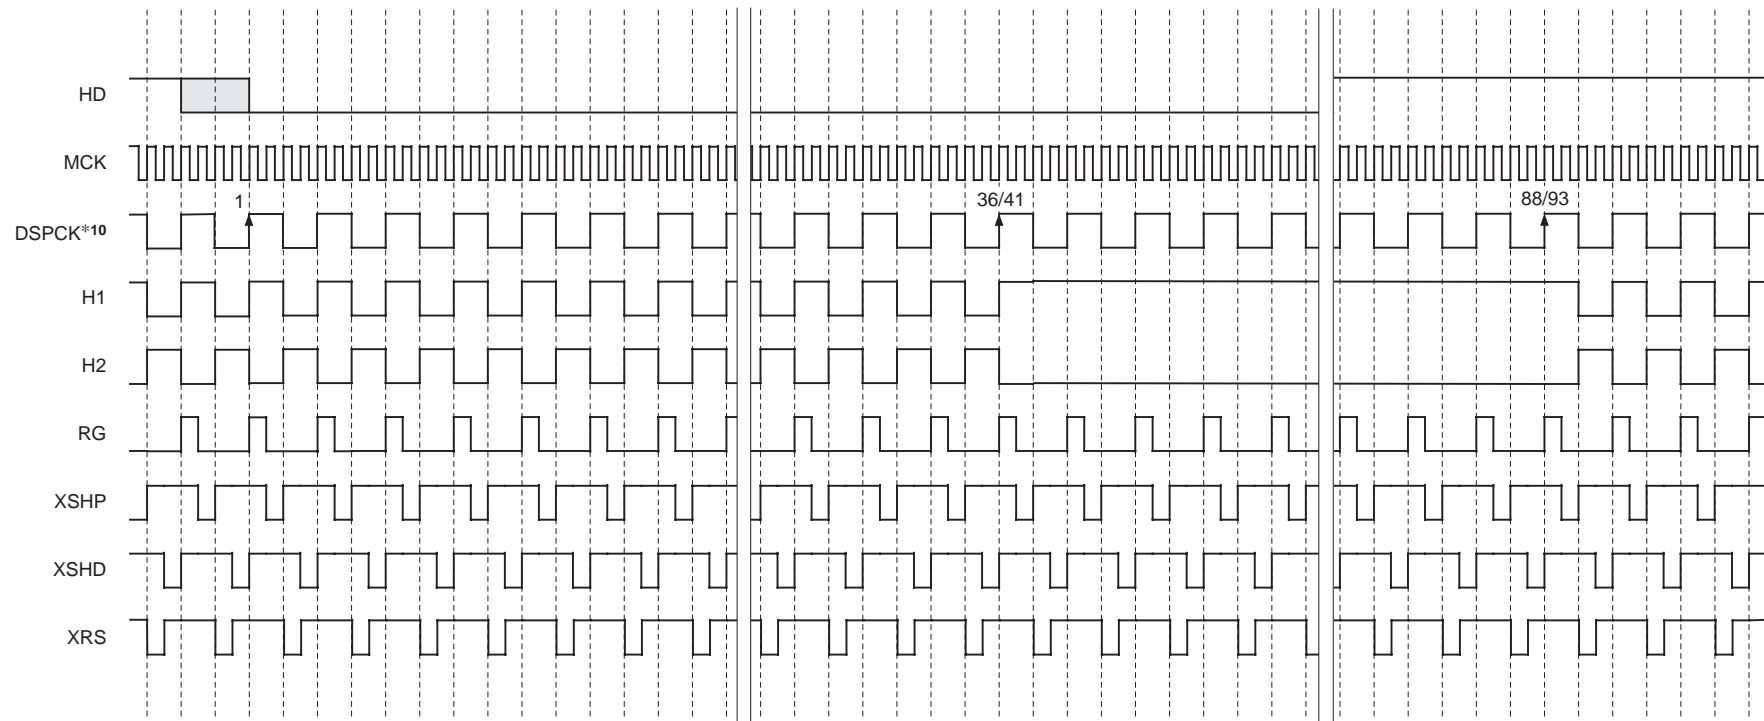 HD
MCK
1
36/41
88/93
DSPCK*10
H1
H2
RG
XSHP
XSHD
XRS